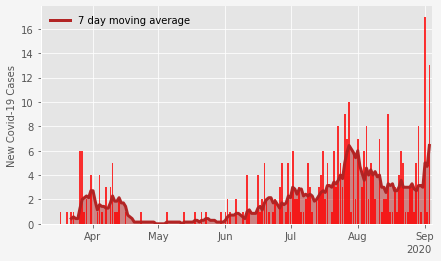 7 day moving average
New Covid-19 Cases
16
14
12
10
8
6
4
2
0
Apr
May
Jun
Jul
Aug
Sep
2020